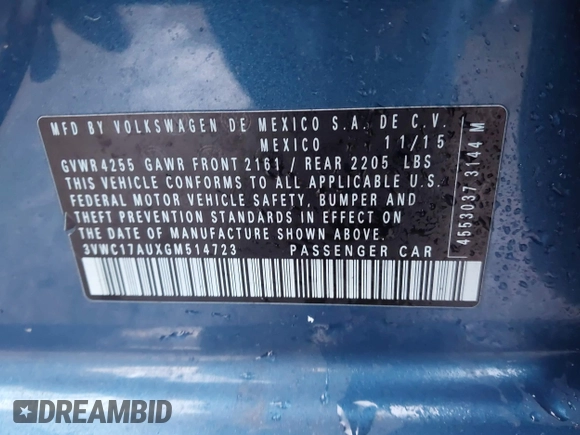 MFD BY VOLKSWAGEN DE MEXICO S.A. DE C.V.
MEXICO 11/15
GVWR 4255 GAWR FRONT 2161 / REAR 2205 LBS
THIS VEHICLE CONFORMS TO ALL APPLICABLE U.S.
FEDERAL MOTOR VEHICLE SAFETY, BUMPER AND
THEFT PREVENTION STANDARDS IN EFFECT ON
THE DATE OF MANUFACTURE SHOWN ABOVE
3VWC17AUXGM514723 PASSENGER CAR
4553037 3144 M
DREAMBID